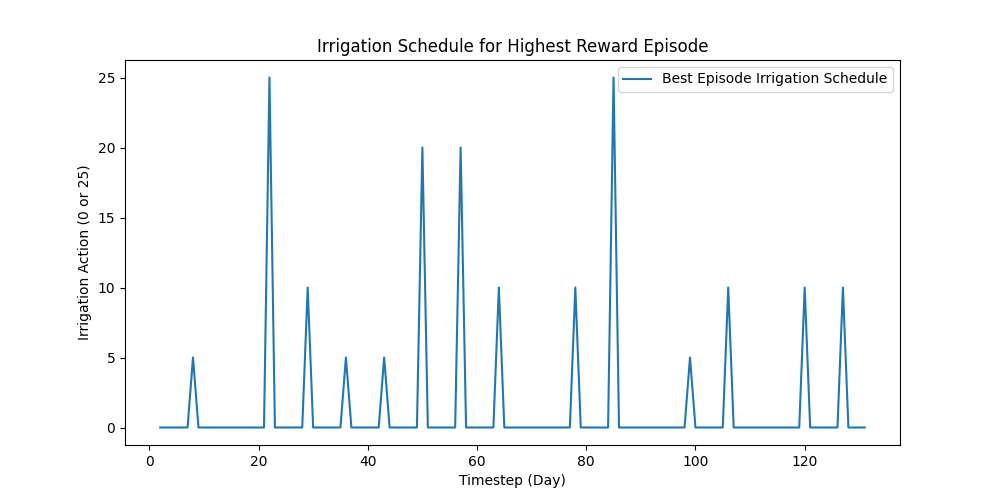 Irrigation Schedule for Highest Reward Episode
Best Episode Irrigation Schedule
Irrigation Action (0 or 25)
25
20
15
10
5
0
0 20 40 60 80 100 120
Timestep (Day)